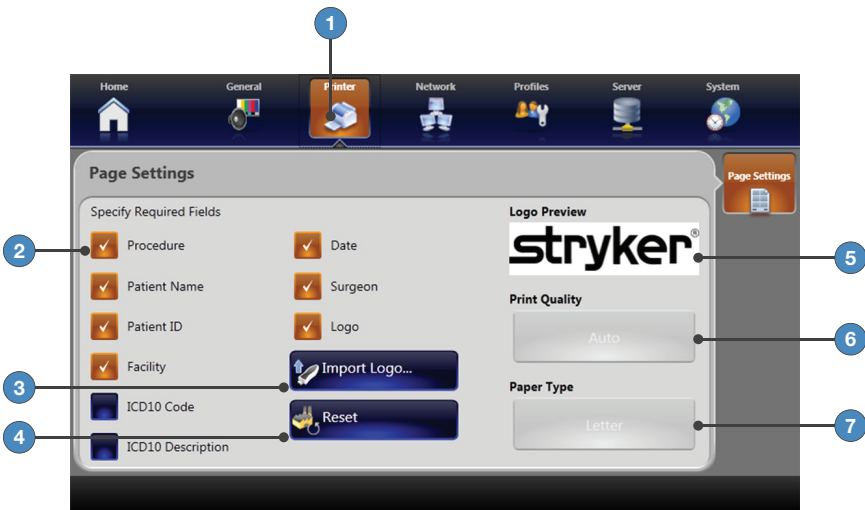 1
Home General Printer Network Profiles Server System
Page Settings
Page Settings
Specify Required Fields
Logo Preview
2
Procedure
Date
stryker®
5
Patient Name
Surgeon
Print Quality
Patient ID
Logo
Auto
6
Facility
Import Logo...
3
Paper Type
ICD10 Code
Reset
Letter
7
4
ICD10 Description